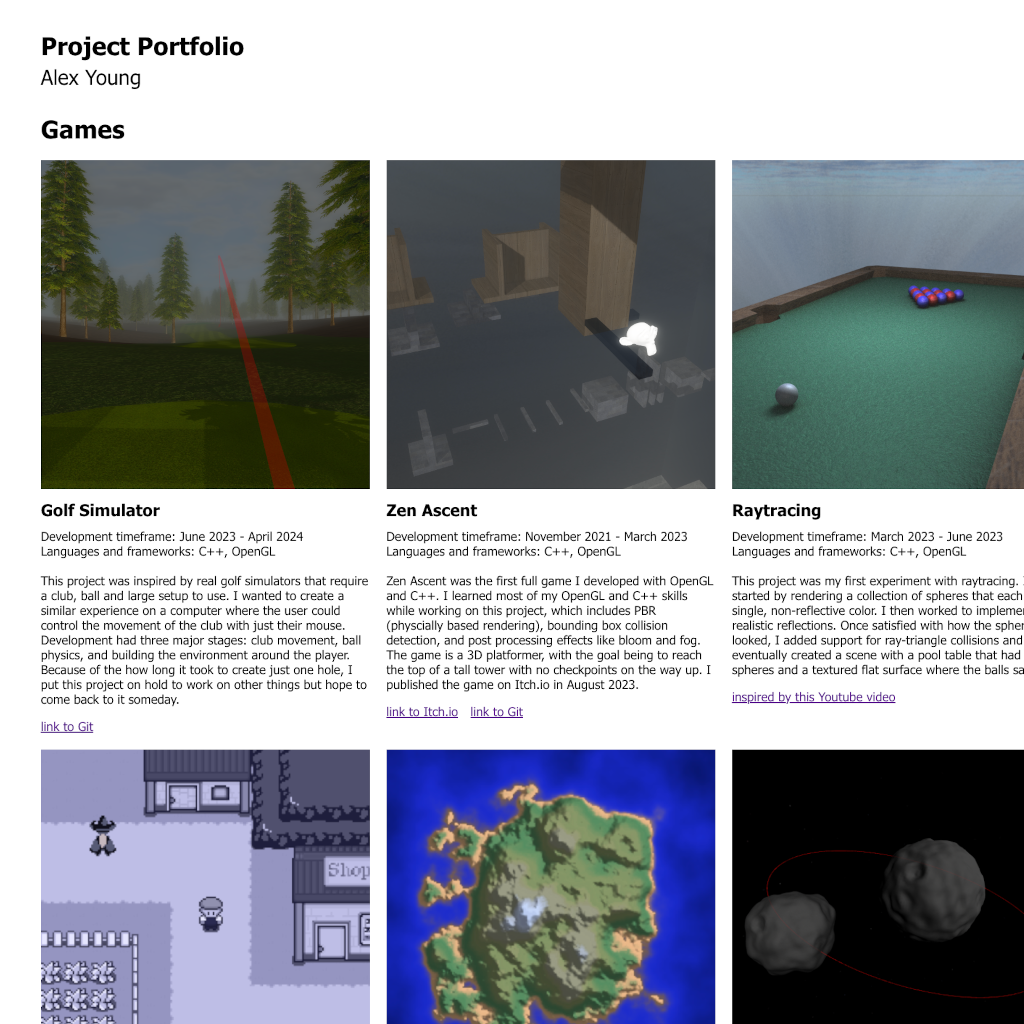 Project Portfolio
Alex Young
Games
Golf Simulator
Development timeframe: June 2023 - April 2024
Languages and frameworks: C++, OpenGL
This project was inspired by real golf simulators that require
a club, ball and large setup to use. I wanted to create a
similar experience on a computer where the user could
control the movement of the club with just their mouse.
Development had three major stages: club movement, ball
physics, and building the environment around the player.
Because of the how long it took to create just one hole, I
put this project on hold to work on other things but hope to
come back to it someday.
link to Git
Zen Ascent
Development timeframe: November 2021 - March 2023
Languages and frameworks: C++, OpenGL
Zen Ascent was the first full game I developed with OpenGL
and C++. I learned most of my OpenGL and C++ skills
while working on this project, which includes PBR
(physcially based rendering), bounding box collision
detection, and post processing effects like bloom and fog.
The game is a 3D platformer, with the goal being to reach
the top of a tall tower with no checkpoints on the way up. I
published the game on Itch.io in August 2023.
link to Itch.io link to Git
Raytracing
Development timeframe: March 2023 - June 2023
Languages and frameworks: C++, OpenGL
This project was my first experiment with raytracing.
started by rendering a collection of spheres that each
single, non-reflective color. I then worked to
realistic reflections. Once satisfied with how the
looked, I added support for ray-triangle collisions and
eventually created a scene with a pool table that had
spheres and a textured flat surface where the balls
inspired by this Youtube video
Shop